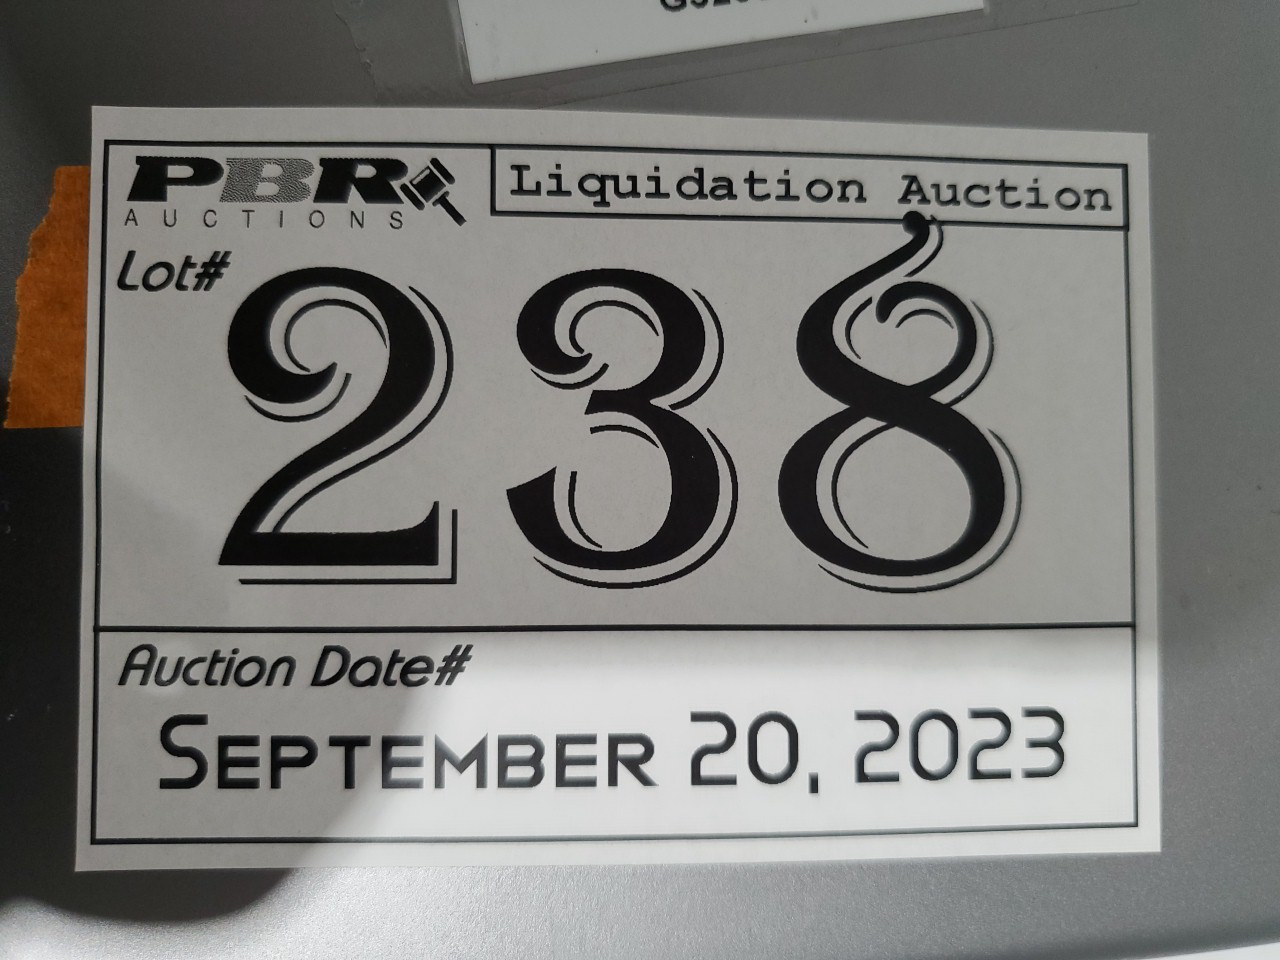 PBR
AUCTIONS
Liquidation Auction
Lot#
238
Auction Date#
September 20, 2023